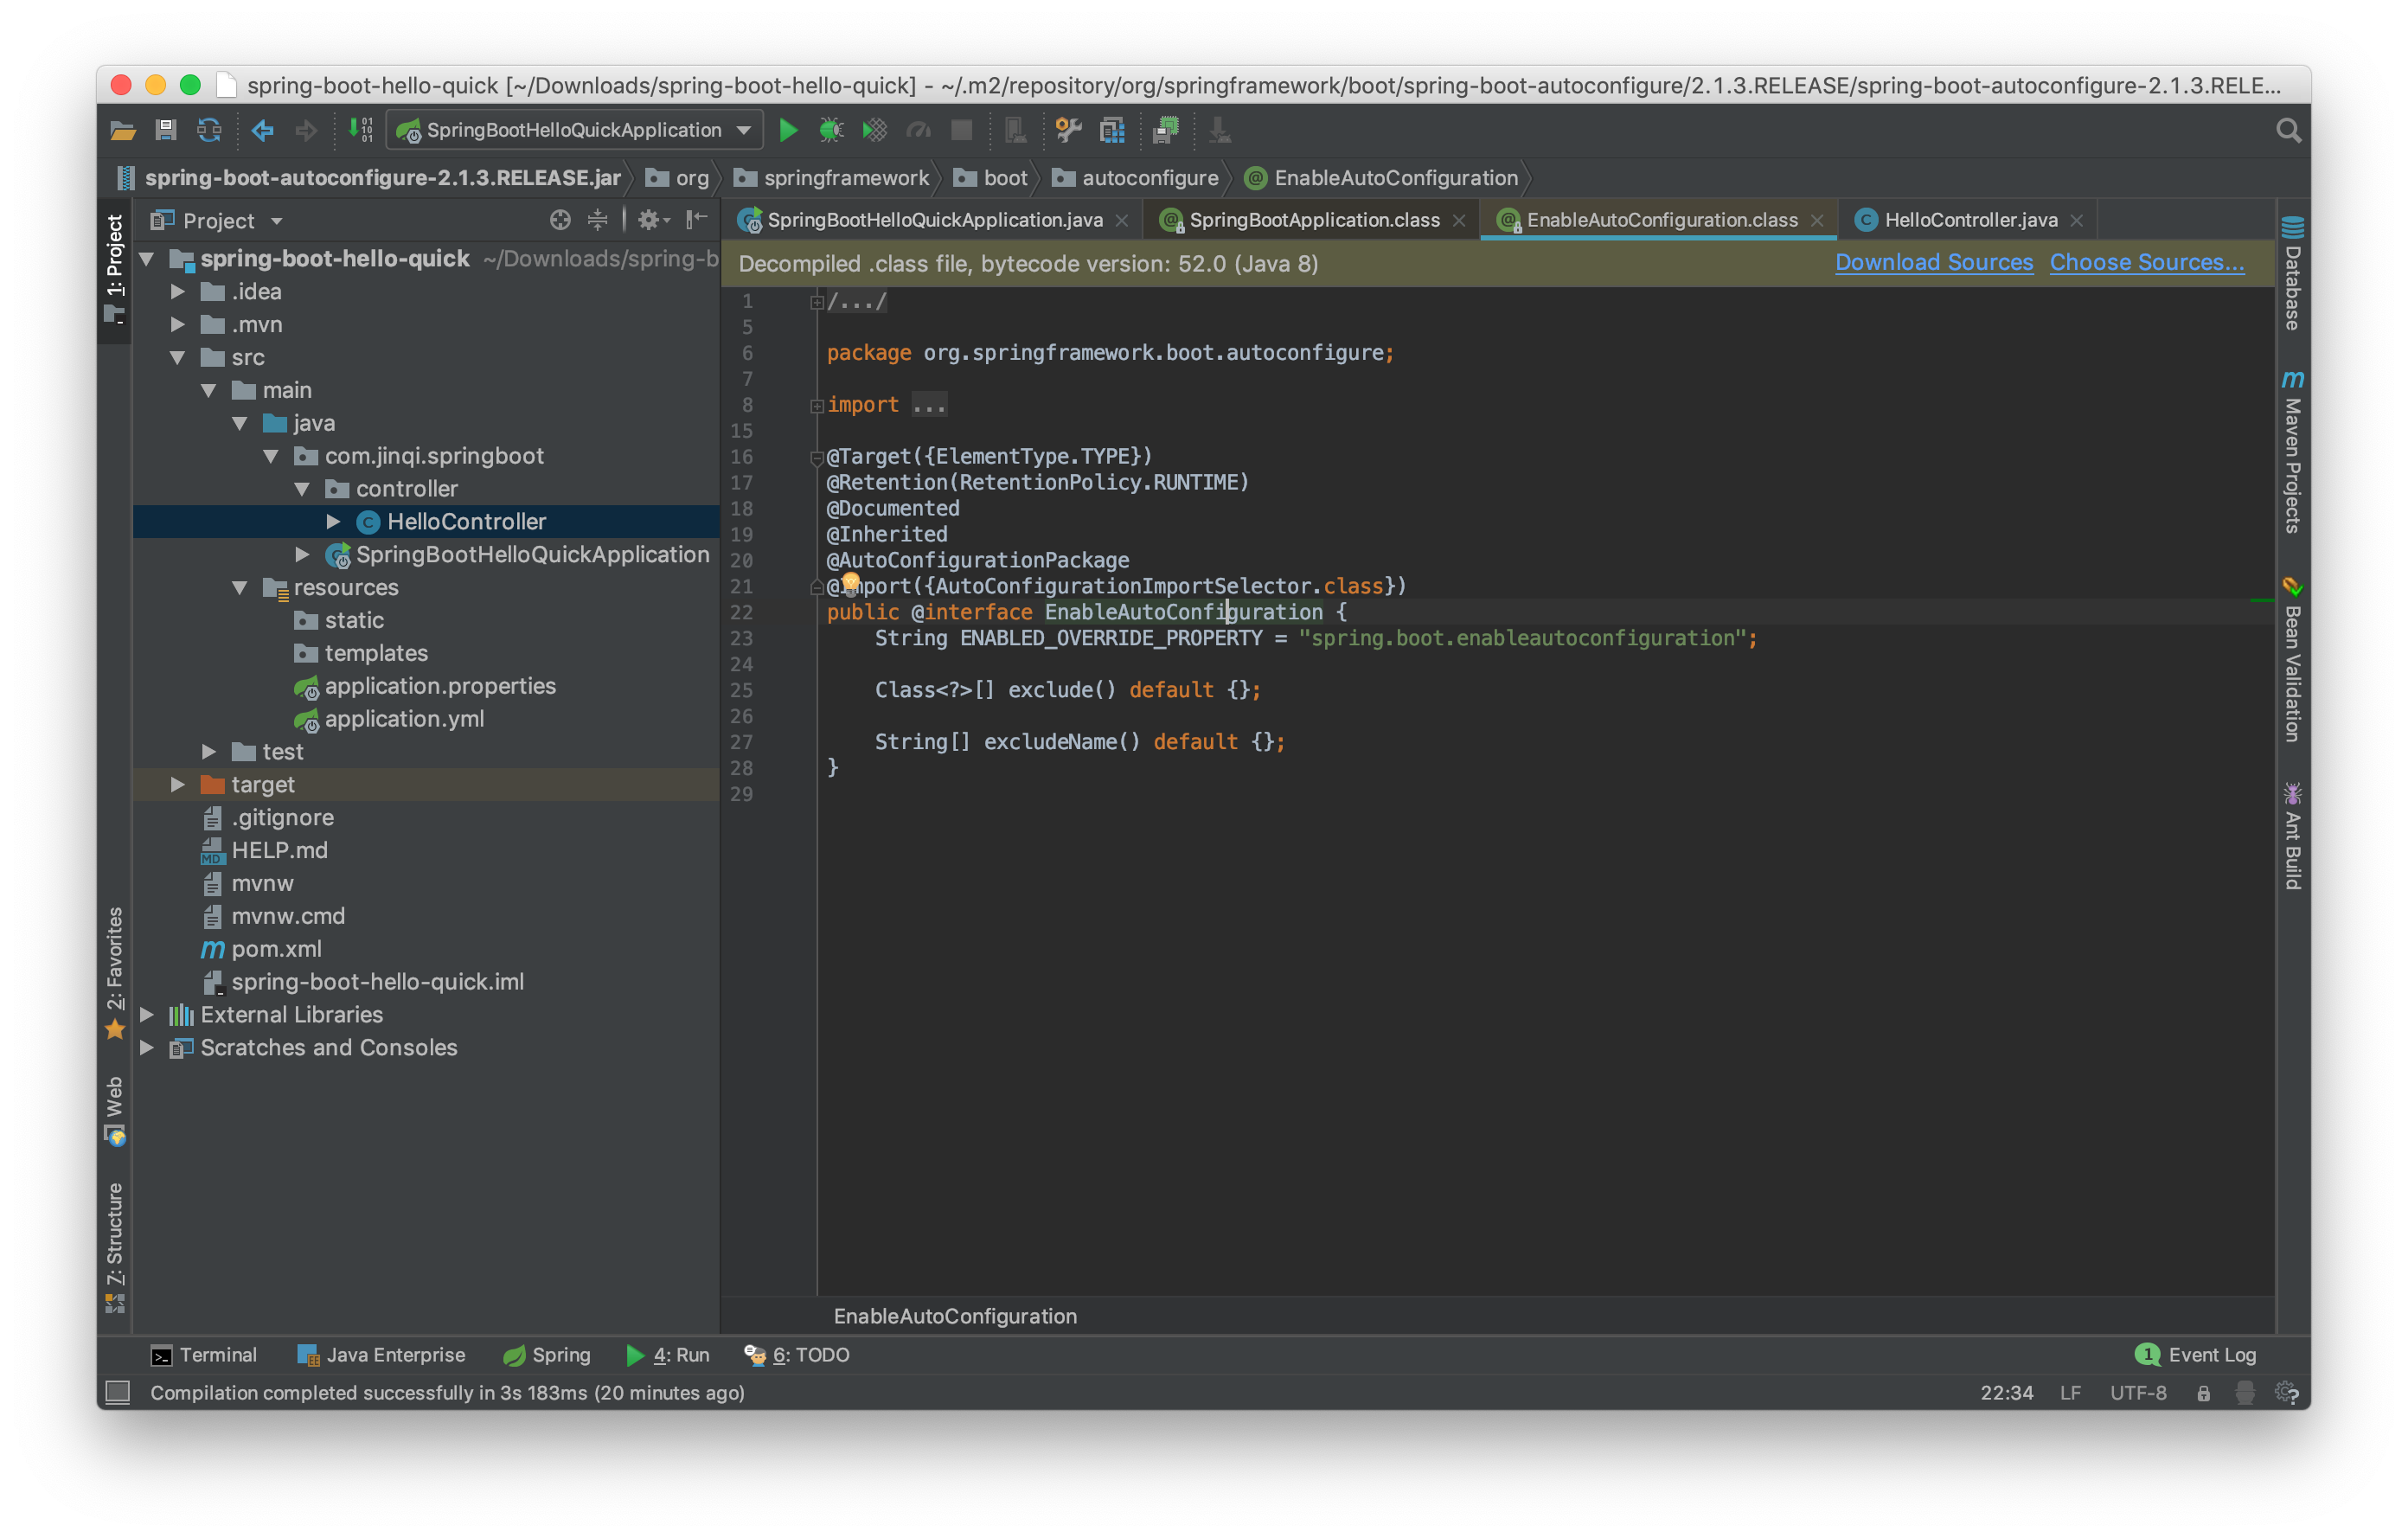 spring-boot-hello-quick [~/Downloads/spring-boot-hello-quick] - ~/.m2/repository/org/springframework/boot/spring-boot-autoconfigure/2.1.3.RELEASE/spring-boot-autoconfigure-2.1.3.RELE...
SpringBootHelloQuickApplication
spring-boot-autoconfigure-2.1.3.RELEASE.jar org springframework boot autoconfigure @ EnableAutoConfiguration
1: Project
Project
SpringBootHelloQuickApplication.java SpringBootApplication.class EnableAutoConfiguration.class HelloController.java
Decompiled .class file, bytecode version: 52.0 (Java 8) Download Sources Choose Sources...
spring-boot-hello-quick ~/Downloads/spring-b
.idea
.mvn
src
main
java
com.jinqi.springboot
controller
HelloController
SpringBootHelloQuickApplication
resources
static
templates
application.properties
application.yml
test
target
.gitignore
HELP.md
mvnw
mvnw.cmd
pom.xml
spring-boot-hello-quick.iml
External Libraries
Scratches and Consoles
2: Favorites
Web
7: Structure
1 /.../
5
6 package org.springframework.boot.autoconfigure;
7
8 import ...
15
16 @Target({ElementType.TYPE})
17 @Retention(RetentionPolicy.RUNTIME)
18 @Documented
19 @Inherited
20 @AutoConfigurationPackage
21 @Import({AutoConfigurationImportSelector.class})
22 public @interface EnableAutoConfiguration {
23 String ENABLED_OVERRIDE_PROPERTY = "spring.boot.enableautoconfiguration";
24
25 Class<?>[] exclude() default {};
26
27 String[] excludeName() default {};
28 }
29
EnableAutoConfiguration
Database
Maven Projects
Bean Validation
Ant Build
Terminal Java Enterprise Spring 4: Run 6: TODO 1 Event Log
Compilation completed successfully in 3s 183ms (20 minutes ago) 22:34 LF UTF-8